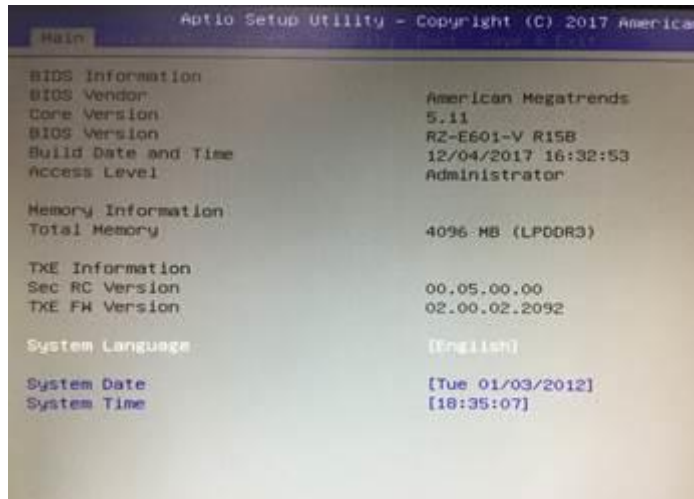 Aptio Setup Utility - Copyright (C) 2017 America
Main
BIOS Information
BIOS Vendor American Megatrends
Core Version 5.11
BIOS Version RZ-E601-V R15B
Build Date and Time 12/04/2017 16:32:53
Access Level Administrator
Memory Information
Total Memory 4096 MB (LPDDR3)
TXE Information
Sec RC Version 00.05.00.00
TXE FW Version 02.00.02.2092
System Language [English]
System Date [Tue 01/03/2012]
System Time [18:35:07]